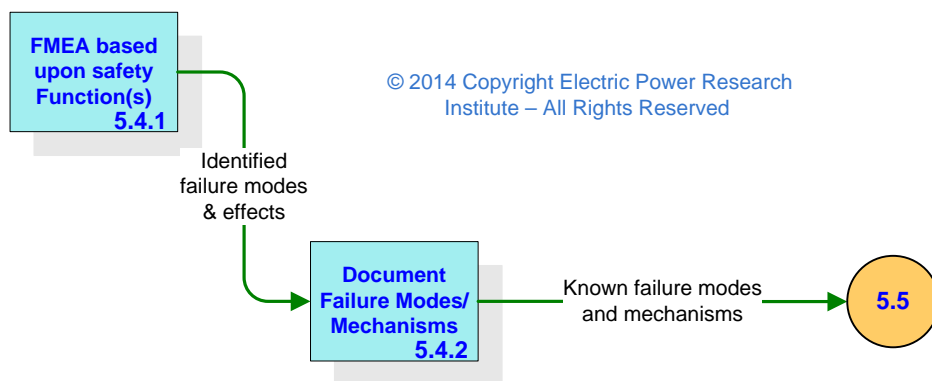 FMEA based
upon safety
Function(s)
5.4.1
© 2014 Copyright Electric Power Research
Institute – All Rights Reserved
Identified
failure modes
& effects
Document
Failure Modes/
Mechanisms
5.4.2
Known failure modes
and mechanisms
5.5